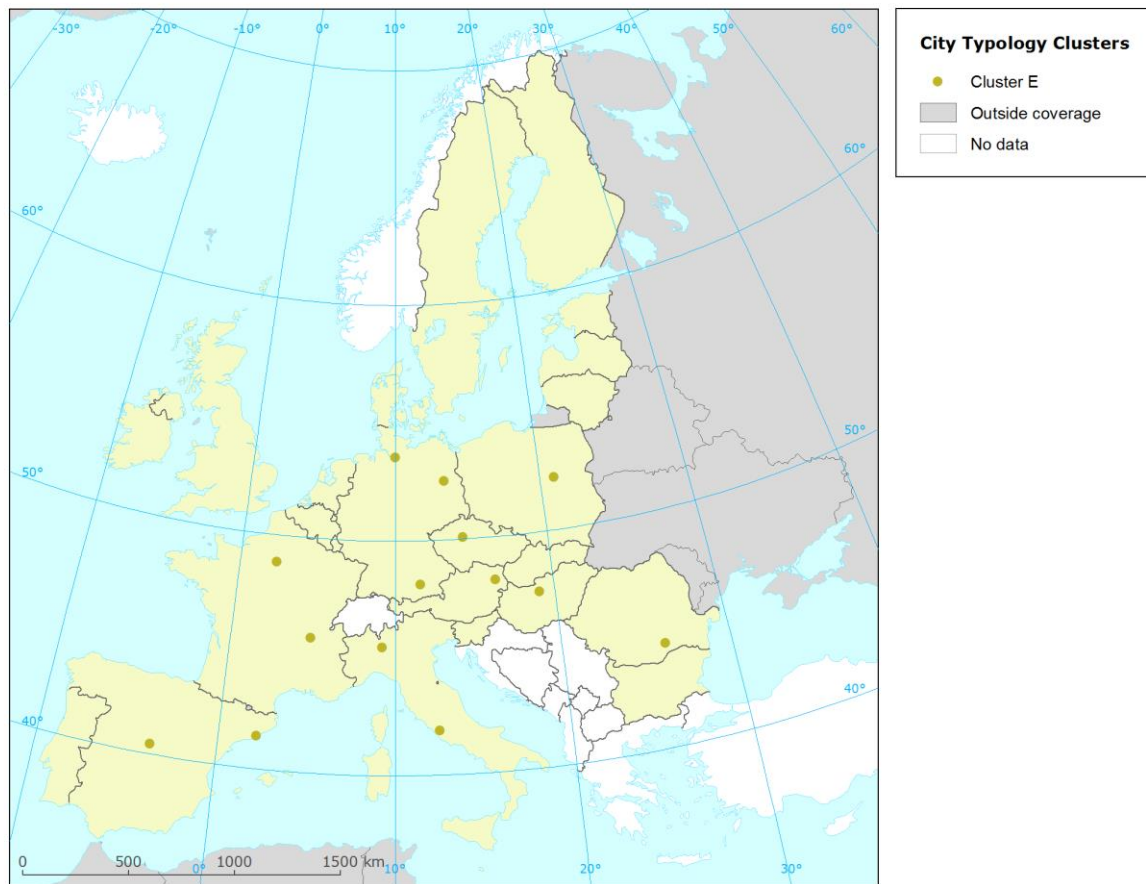 -30° -20° -10° 0° 10° 20° 30° 40° 50° 60°
60° 60°
50° 50°
40° 40°
0 500 1000 1500 km
0° 10° 20° 30°
City Typology Clusters
Cluster E
Outside coverage
No data